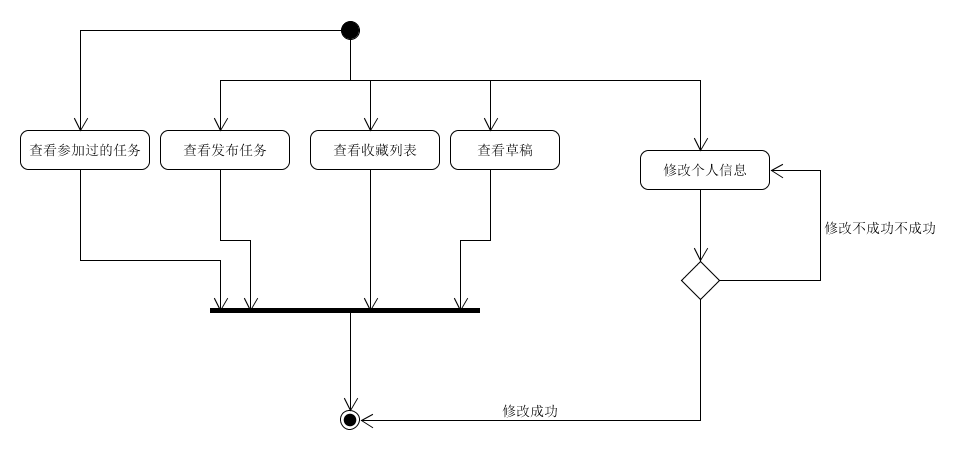 查看参加过的任务
查看发布任务
查看收藏列表
查看草稿
修改个人信息
修改不成功不成功
修改成功